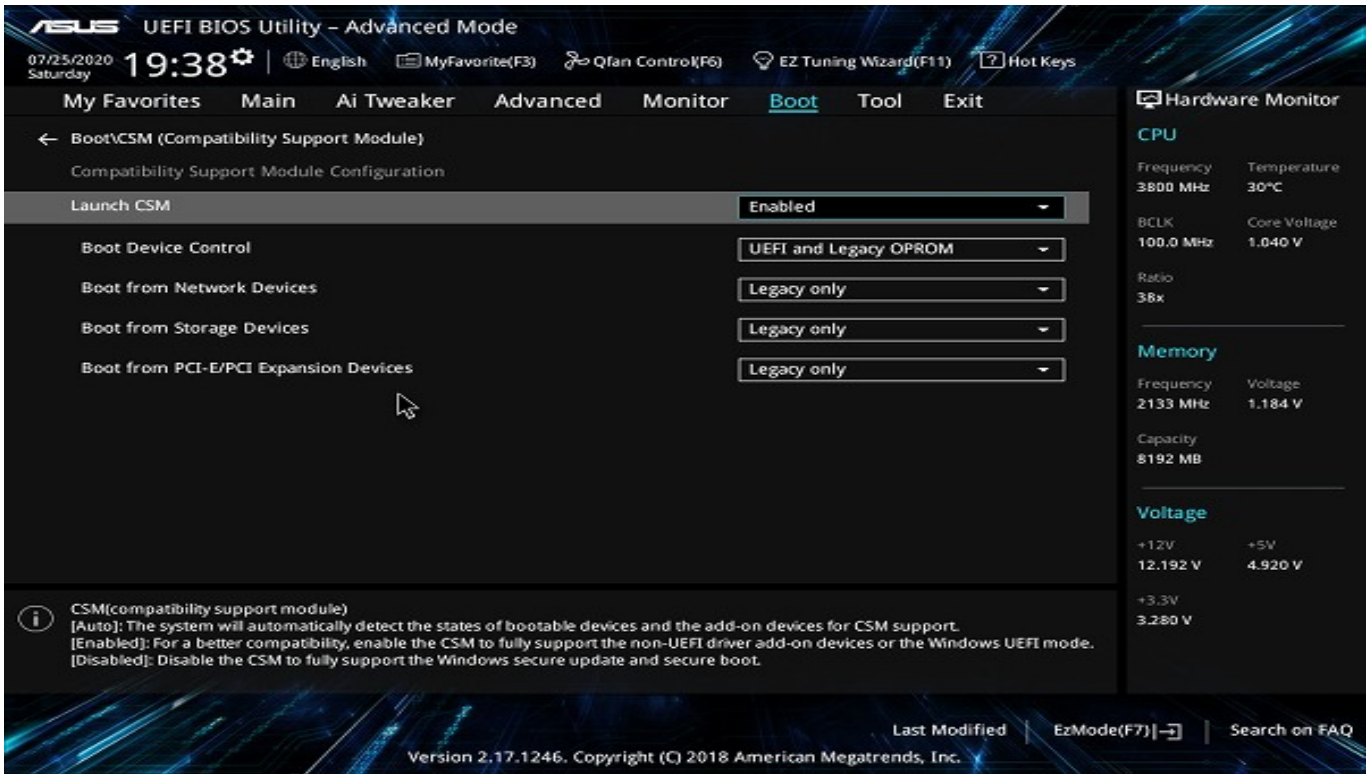 ASUS UEFI BIOS Utility – Advanced Mode
07/25/2020 Saturday 19:38 English MyFavorite(F3) Qfan Control(F6) EZ Tuning Wizard(F11) ? Hot Keys
My Favorites Main Ai Tweaker Advanced Monitor Boot Tool Exit
← Boot\CSM (Compatibility Support Module)
Compatibility Support Module Configuration
Launch CSM Enabled
Boot Device Control UEFI and Legacy OPROM
Boot from Network Devices Legacy only
Boot from Storage Devices Legacy only
Boot from PCI-E/PCI Expansion Devices Legacy only
CSM(compatibility support module)
[Auto]: The system will automatically detect the states of bootable devices and the add-on devices for CSM support.
[Enabled]: For a better compatibility, enable the CSM to fully support the non-UEFI driver add-on devices or the Windows UEFI mode.
[Disabled]: Disable the CSM to fully support the Windows secure update and secure boot.
Hardware Monitor
CPU
Frequency Temperature
3800 MHz 30°C
BCLK Core Voltage
100.0 MHz 1.040 V
Ratio
38x
Memory
Frequency Voltage
2133 MHz 1.184 V
Capacity
8192 MB
Voltage
+12V +5V
12.192 V 4.920 V
+3.3V
3.280 V
Last Modified EzMode(F7) Search on FAQ
Version 2.17.1246. Copyright (C) 2018 American Megatrends, Inc.